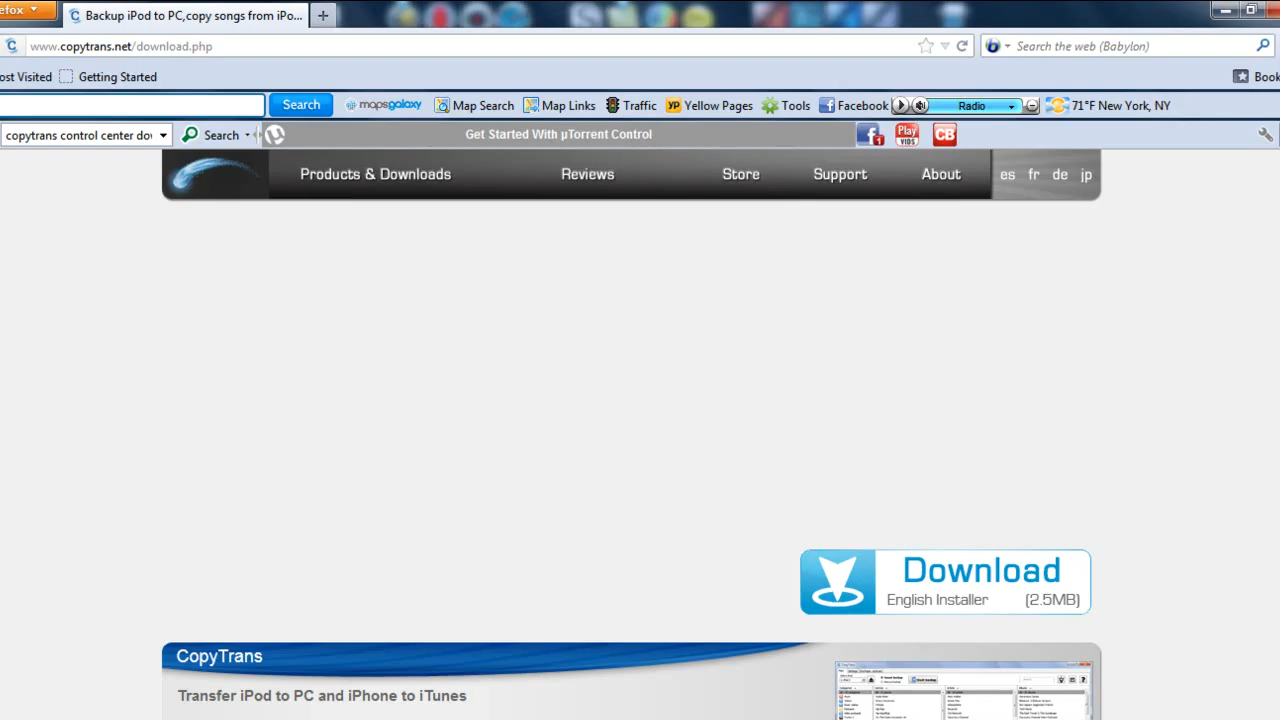 efox
Backup iPod to PC,copy songs from iPo...
www.copytrans.net/download.php
Search the web (Babylon)
ost Visited
Getting Started
Book
Search
mapsgalaxy
Map Search
Map Links
Traffic
YP
Yellow Pages
Tools
Facebook
Radio
71°F New York, NY
copytrans control center do
Search
Get Started With µTorrent Control
1
Play
VIDS
CB
Products & Downloads
Reviews
Store
Support
About
es fr de jp
Download
English Installer (2.5MB)
CopyTrans
Transfer iPod to PC and iPhone to iTunes